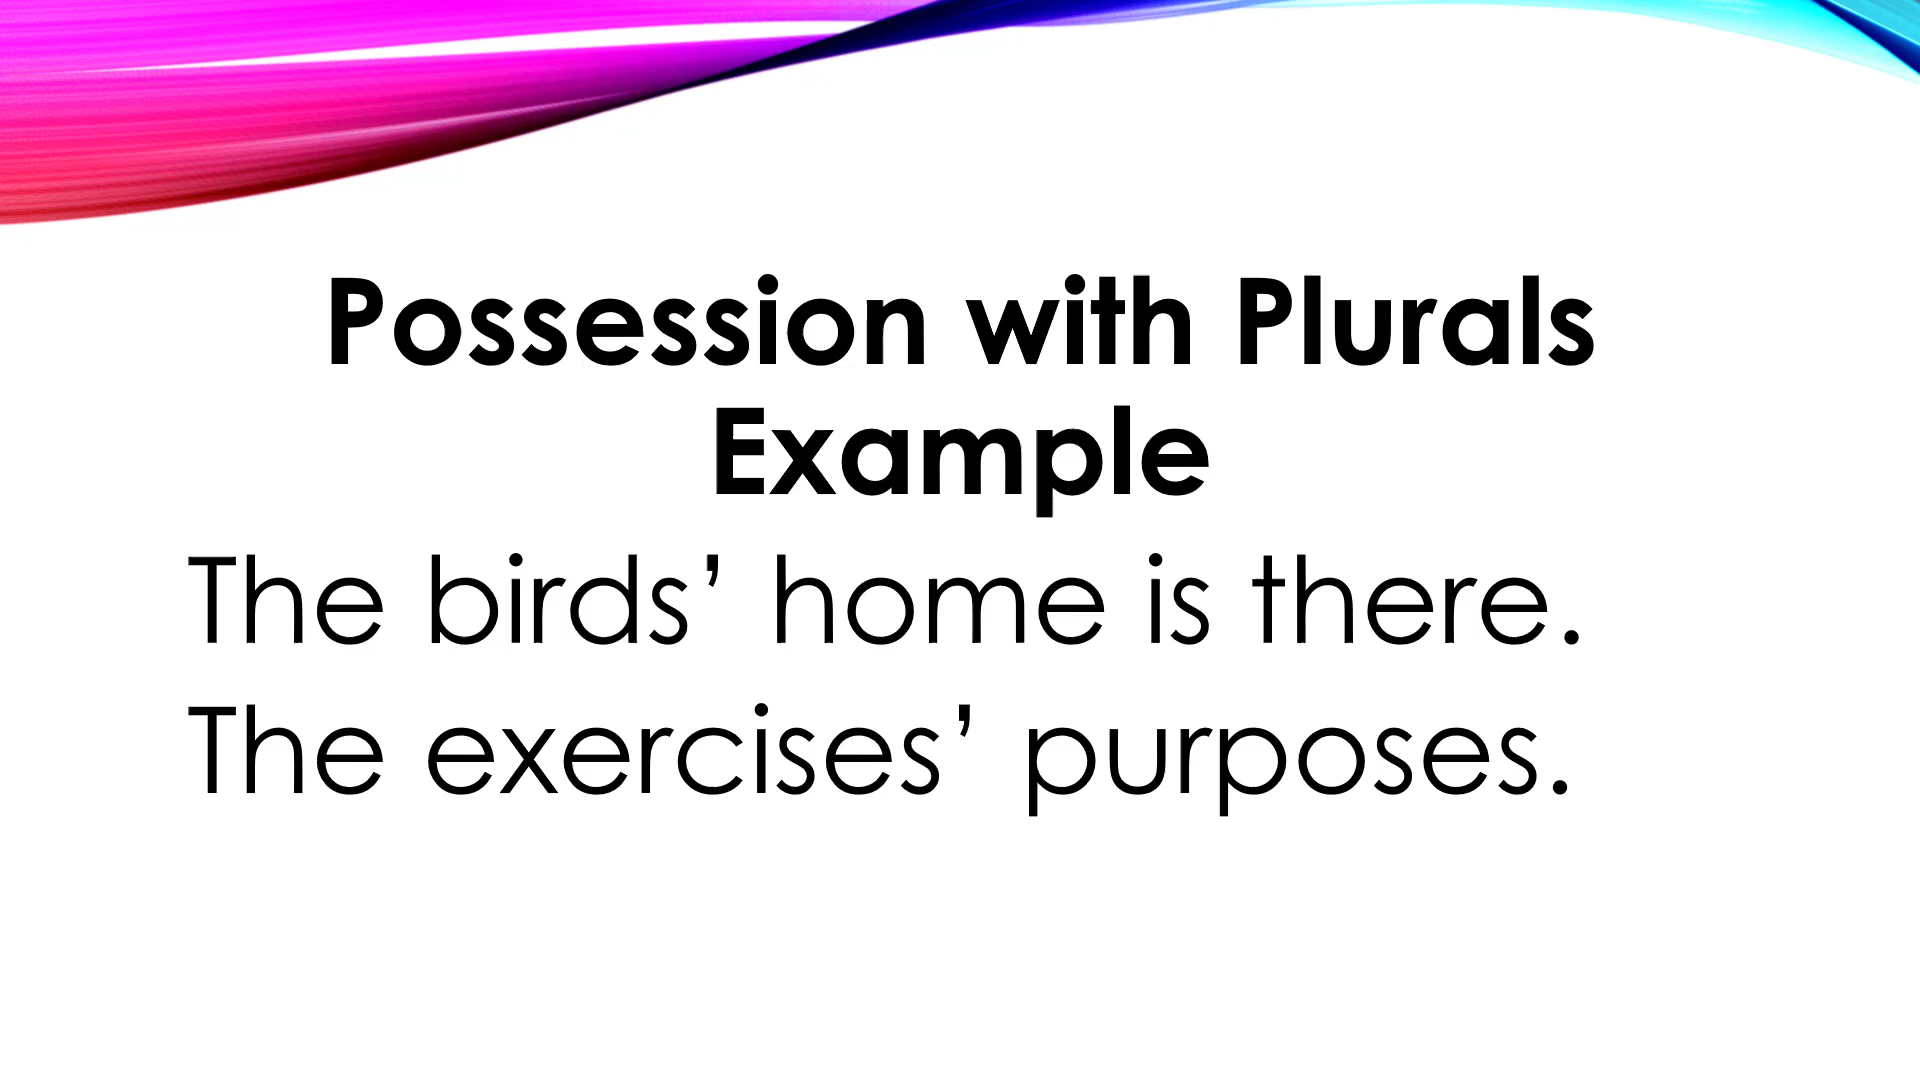 Possession with Plurals
Example
The birds’ home is there.
The exercises’ purposes.